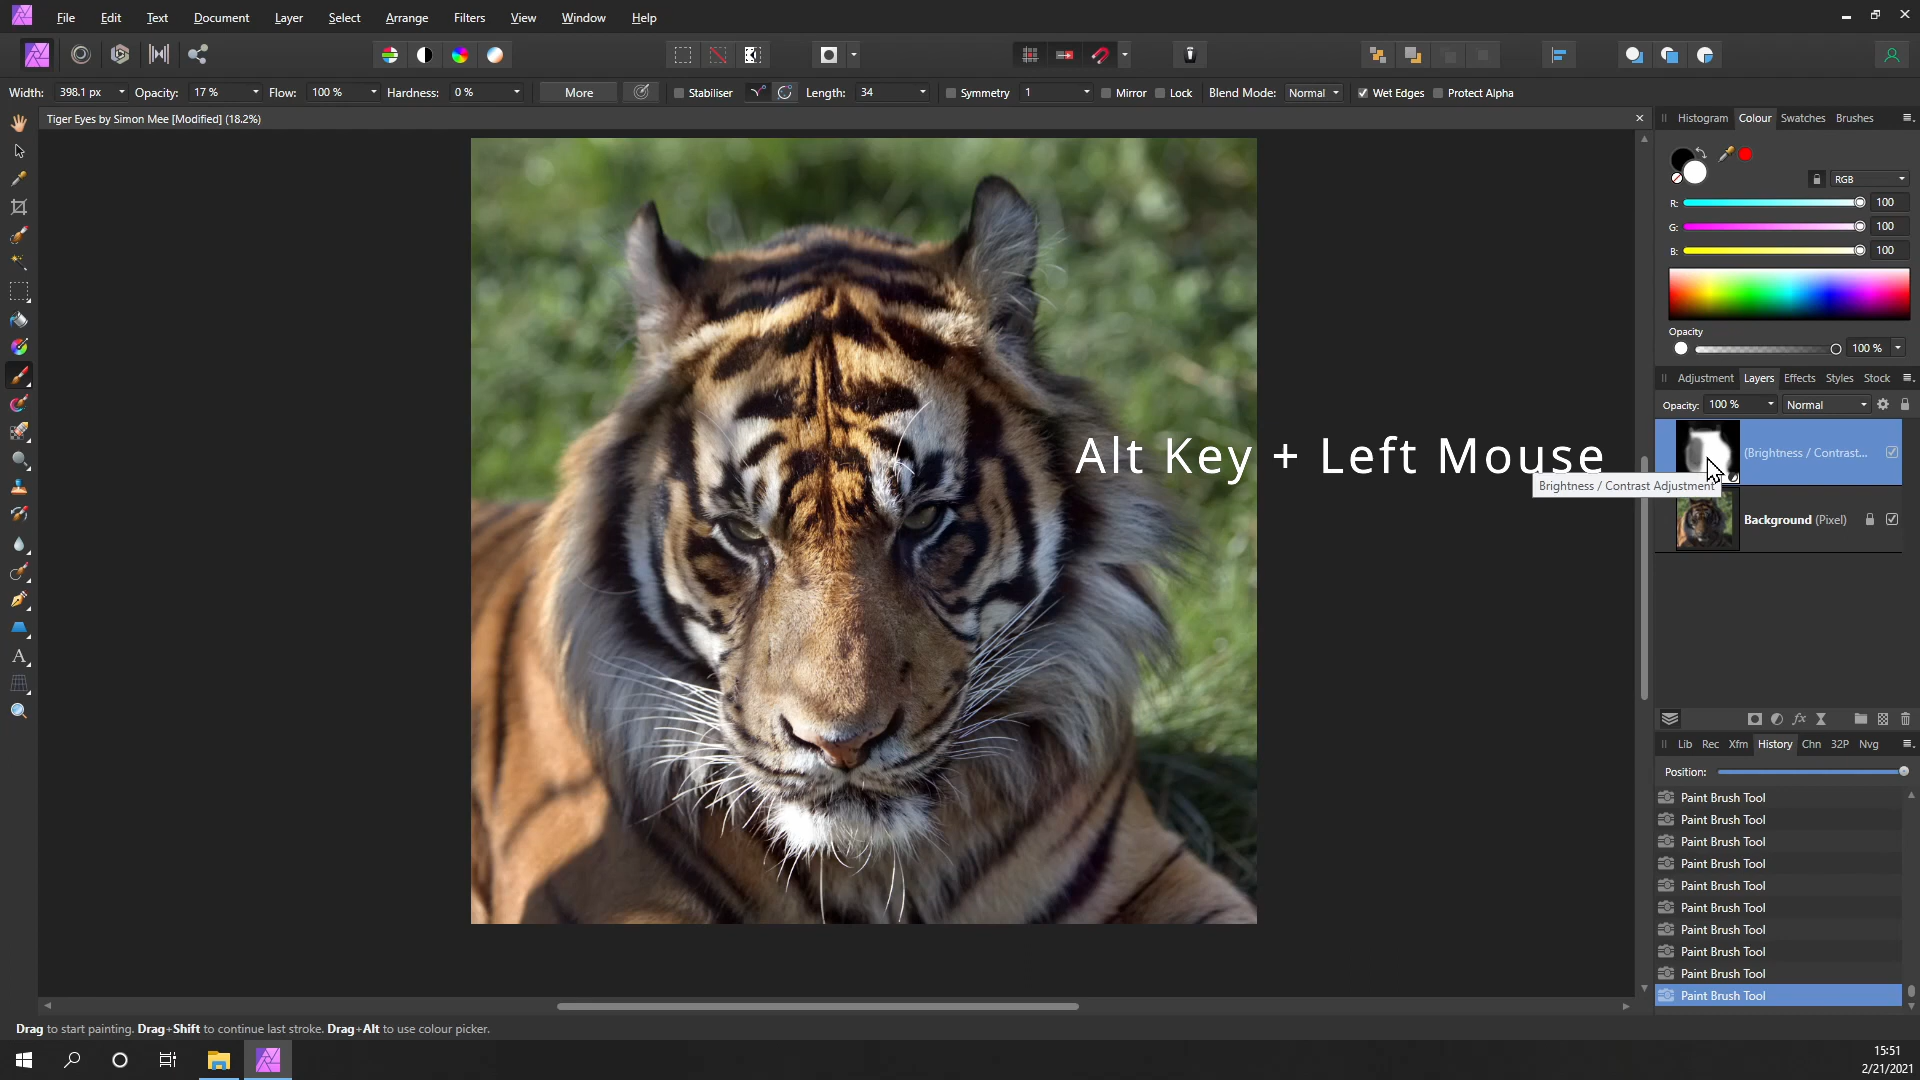 File Edit Text Document Layer Select Arrange Filters View Window Help
Width: 398.1 px Opacity: 17 % Flow: 100 % Hardness: 0 % More Stabiliser Length: 34 Symmetry 1 Mirror Lock Blend Mode: Normal Wet Edges Protect Alpha
Tiger Eyes by Simon Mee [Modified] (18.2%)
Histogram Colour Swatches Brushes
RGB
R: 100
G: 100
B: 100
Opacity
100 %
Adjustment Layers Effects Styles Stock
Opacity: 100 % Normal
(Brightness / Contrast...
Alt Key + Left Mouse
Brightness / Contrast Adjustment
Background (Pixel)
fx
Lib Rec Xfm History Chn 32P Nvg
Position:
Paint Brush Tool
Paint Brush Tool
Paint Brush Tool
Paint Brush Tool
Paint Brush Tool
Paint Brush Tool
Paint Brush Tool
Paint Brush Tool
Paint Brush Tool
Paint Brush Tool
Drag to start painting. Drag+Shift to continue last stroke. Drag+Alt to use colour picker.
15:51
2/21/2021